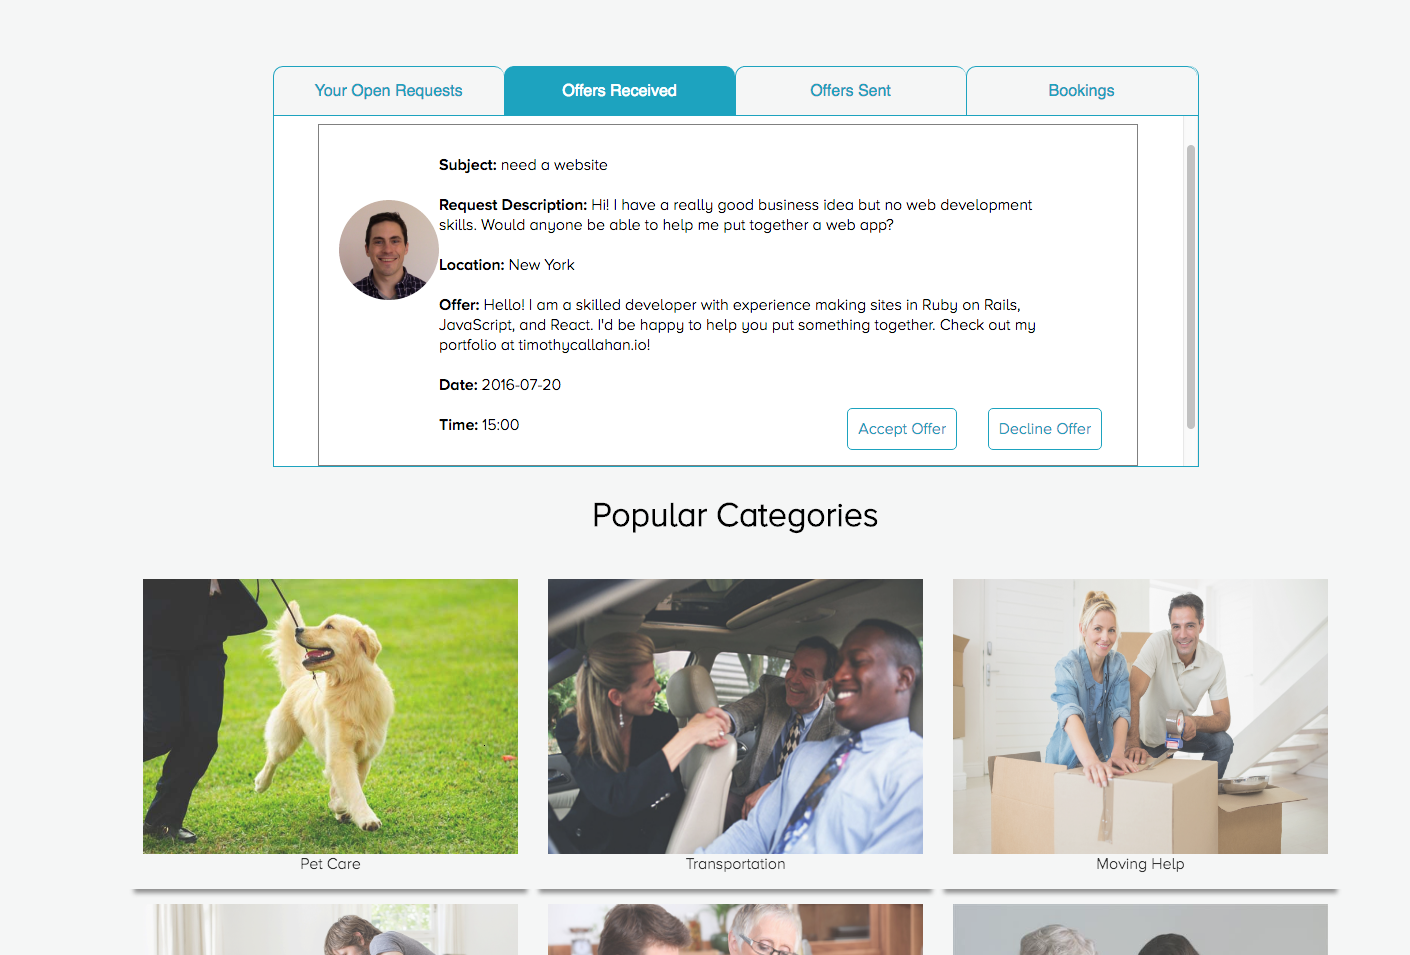 Your Open Requests
Offers Received
Offers Sent
Bookings
Subject: need a website
Request Description: Hi! I have a really good business idea but no web development
skills. Would anyone be able to help me put together a web app?
Location: New York
Offer: Hello! I am a skilled developer with experience making sites in Ruby on Rails,
JavaScript, and React. I'd be happy to help you put something together. Check out my
portfolio at timothycallahan.io!
Date: 2016-07-20
Time: 15:00
Accept Offer
Decline Offer
Popular Categories
Pet Care
Transportation
Moving Help